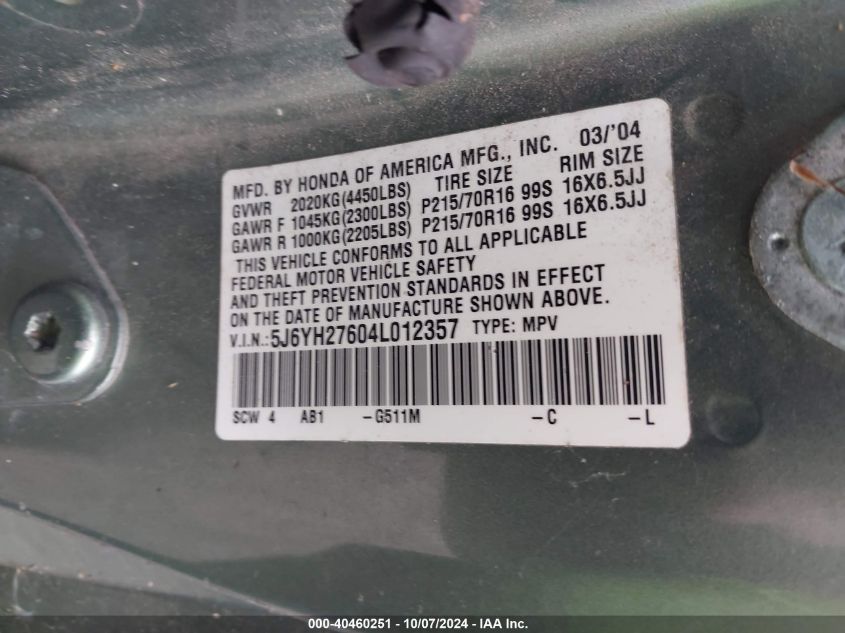 MFD. BY HONDA OF AMERICA MFG., INC. 03/'04
GVWR 2020KG(4450LBS) TIRE SIZE RIM SIZE
GAWR F 1045KG(2300LBS) P215/70R16 99S 16X6.5JJ
GAWR R 1000KG(2205LBS) P215/70R16 99S 16X6.5JJ
THIS VEHICLE CONFORMS TO ALL APPLICABLE
FEDERAL MOTOR VEHICLE SAFETY
AND THEFT PREVENTION STANDARDS IN EFFECT
ON THE DATE OF MANUFACTURE SHOWN ABOVE.
V.I.N.:5J6YH27604L012357 TYPE: MPV
SCW 4 AB1 -G511M -C -L
000-40460251 - 10/07/2024 - IAA Inc.